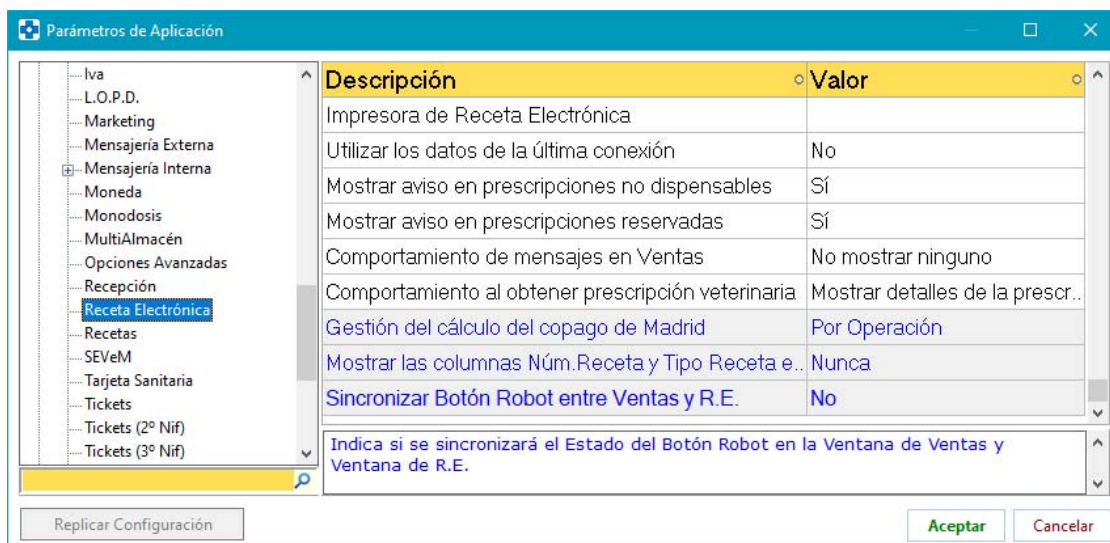 Parámetros de Aplicación
Iva
L.O.P.D.
Marketing
Mensajería Externa
Mensajería Interna
Moneda
Monodosis
MultiAlmacén
Opciones Avanzadas
Recepción
Receta Electrónica
Recetas
SEVeM
Tarjeta Sanitaria
Tickets
Tickets (2º Nif)
Tickets (3º Nif)
Descripción Valor
Impresora de Receta Electrónica
Utilizar los datos de la última conexión No
Mostrar aviso en prescripciones no dispensables Sí
Mostrar aviso en prescripciones reservadas Sí
Comportamiento de mensajes en Ventas No mostrar ninguno
Comportamiento al obtener prescripción veterinaria Mostrar detalles de la prescr..
Gestión del cálculo del copago de Madrid Por Operación
Mostrar las columnas Núm.Receta y Tipo Receta e.. Nunca
Sincronizar Botón Robot entre Ventas y R.E. No
Indica si se sincronizará el Estado del Botón Robot en la Ventana de Ventas y
Ventana de R.E.
Replicar Configuración
Aceptar
Cancelar